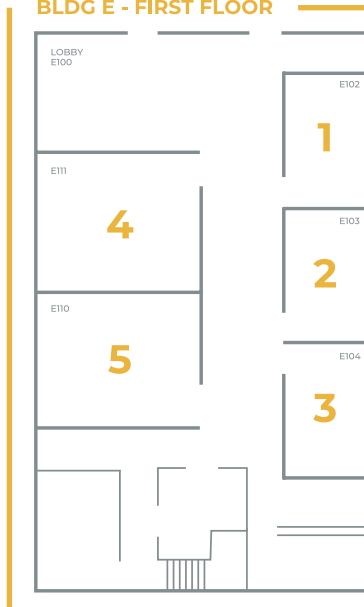 BLDG E - FIRST FLOOR
LOBBY
E100
E102
1
E111
4
E103
2
E110
5
E104
3